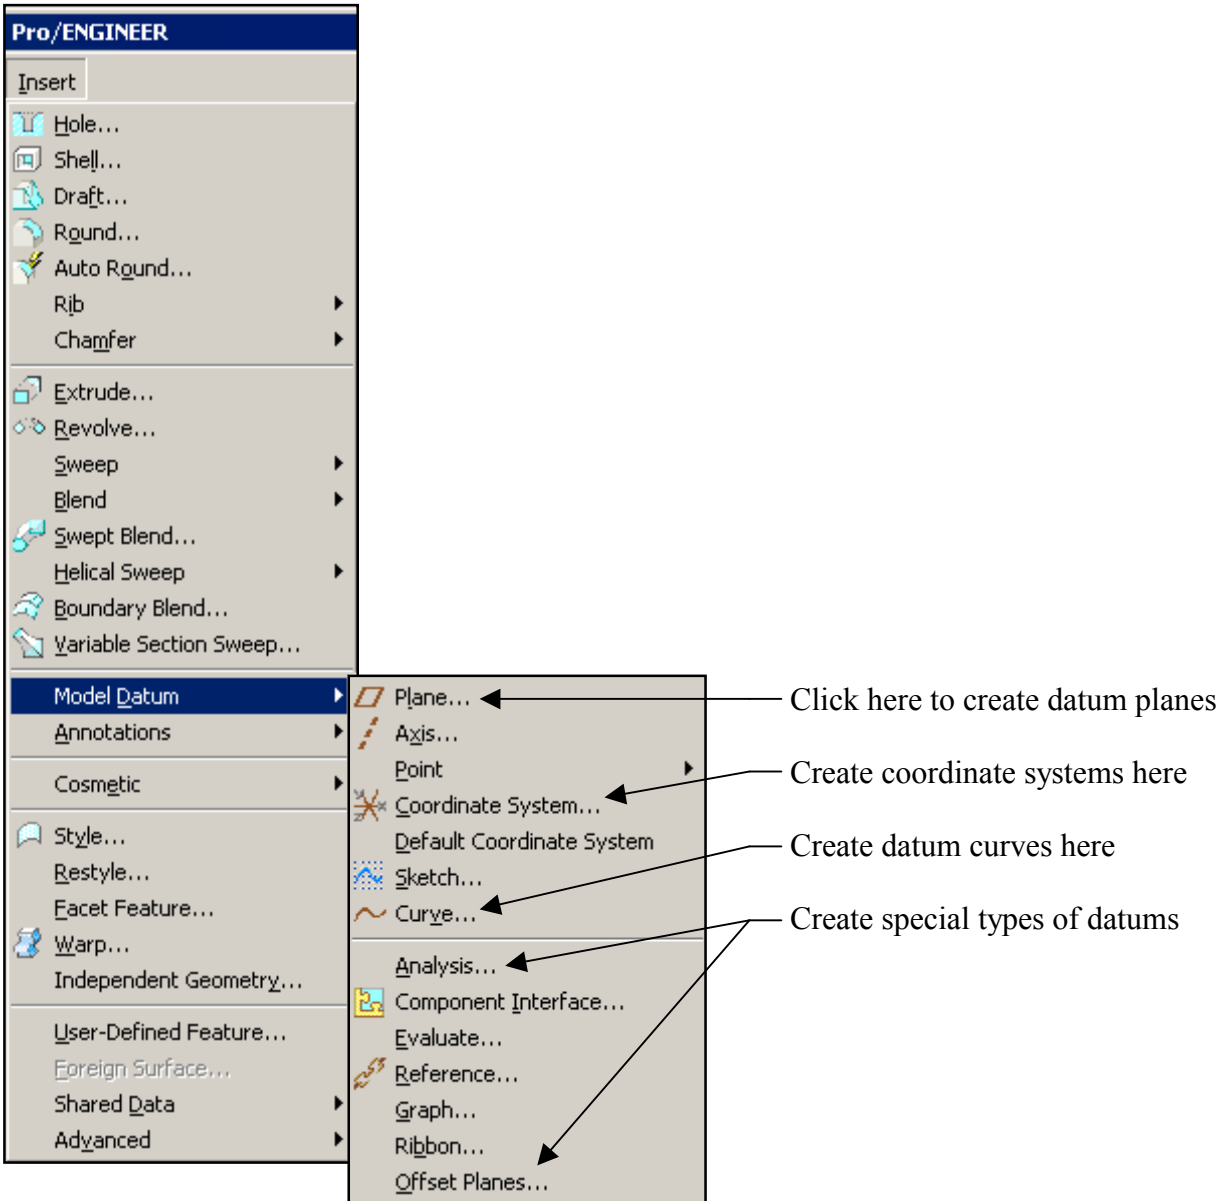 Pro/ENGINEER
Insert
Hole...
Shell...
Draft...
Round...
Auto Round...
Rib
Chamfer
Extrude...
Revolve...
Sweep
Blend
Swept Blend...
Helical Sweep
Boundary Blend...
Variable Section Sweep...
Model Datum
Annotations
Cosmetic
Style...
Restyle...
Facet Feature...
Warp...
Independent Geometry...
User-Defined Feature...
Foreign Surface...
Shared Data
Advanced
Plane...
Axis...
Point
Coordinate System...
Default Coordinate System
Sketch...
Curve...
Analysis...
Component Interface...
Evaluate...
Reference...
Graph...
Ribbon...
Offset Planes...
Click here to create datum planes
Create coordinate systems here
Create datum curves here
Create special types of datums